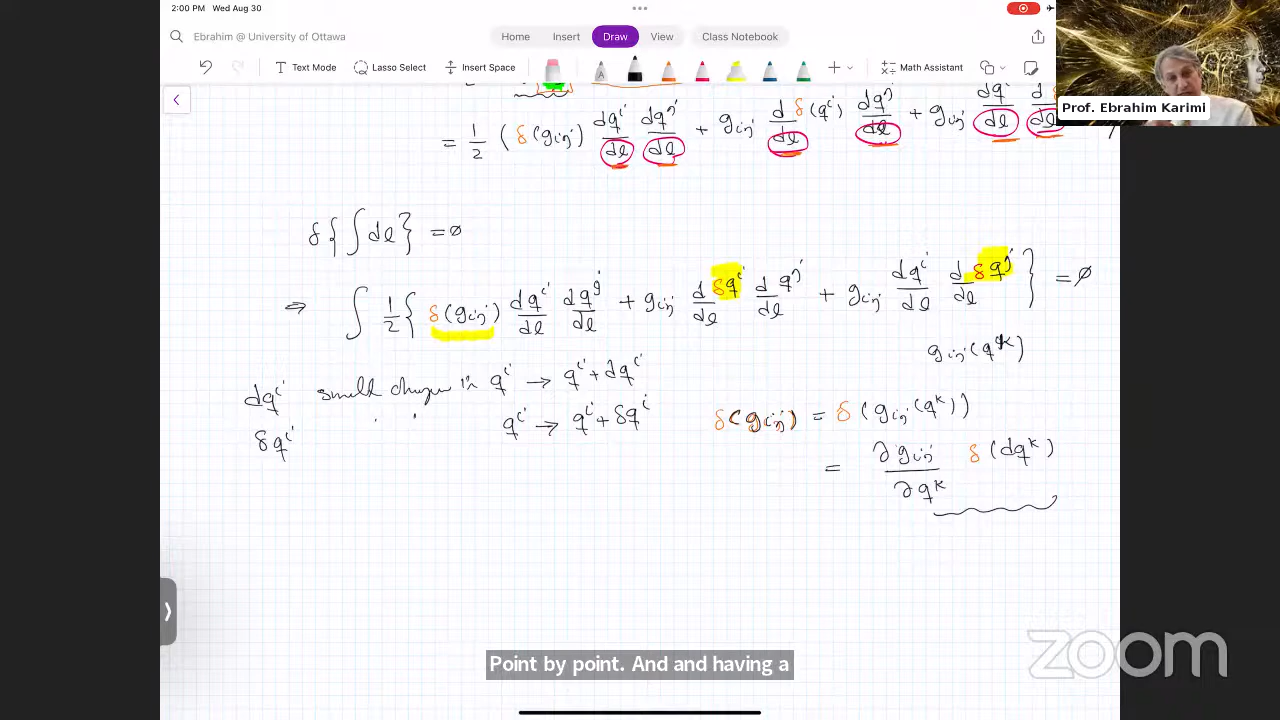 2:00 PM Wed Aug 30
Ebrahim @ University of Ottawa
Home Insert Draw View Class Notebook
Text Mode Lasso Select Insert Space Math Assistant
Prof. Ebrahim Karimi
= 1/2 ( δ(gij) dq^i/dl dq^j/dl + gij d/dl δ(q^i) dq^j/dl + gij dq^i/dl
δ{ ∫ dl } = ø
⇒ ∫ 1/2 { δ(gij) dq^i/dl dq^j/dl + gij d/dl δq^i d/dl q^j + gij dq^i/dl d/dl δq^j } = ø
gij(q^k)
dq^i small changes in q^i → q^i + dq^i
δq^i q^i → q^i + δq^i
δ(gij) = δ(gij(q^k))
= ∂gij/∂q^k δ(dq^k)
Point by point. And and having a
zoom